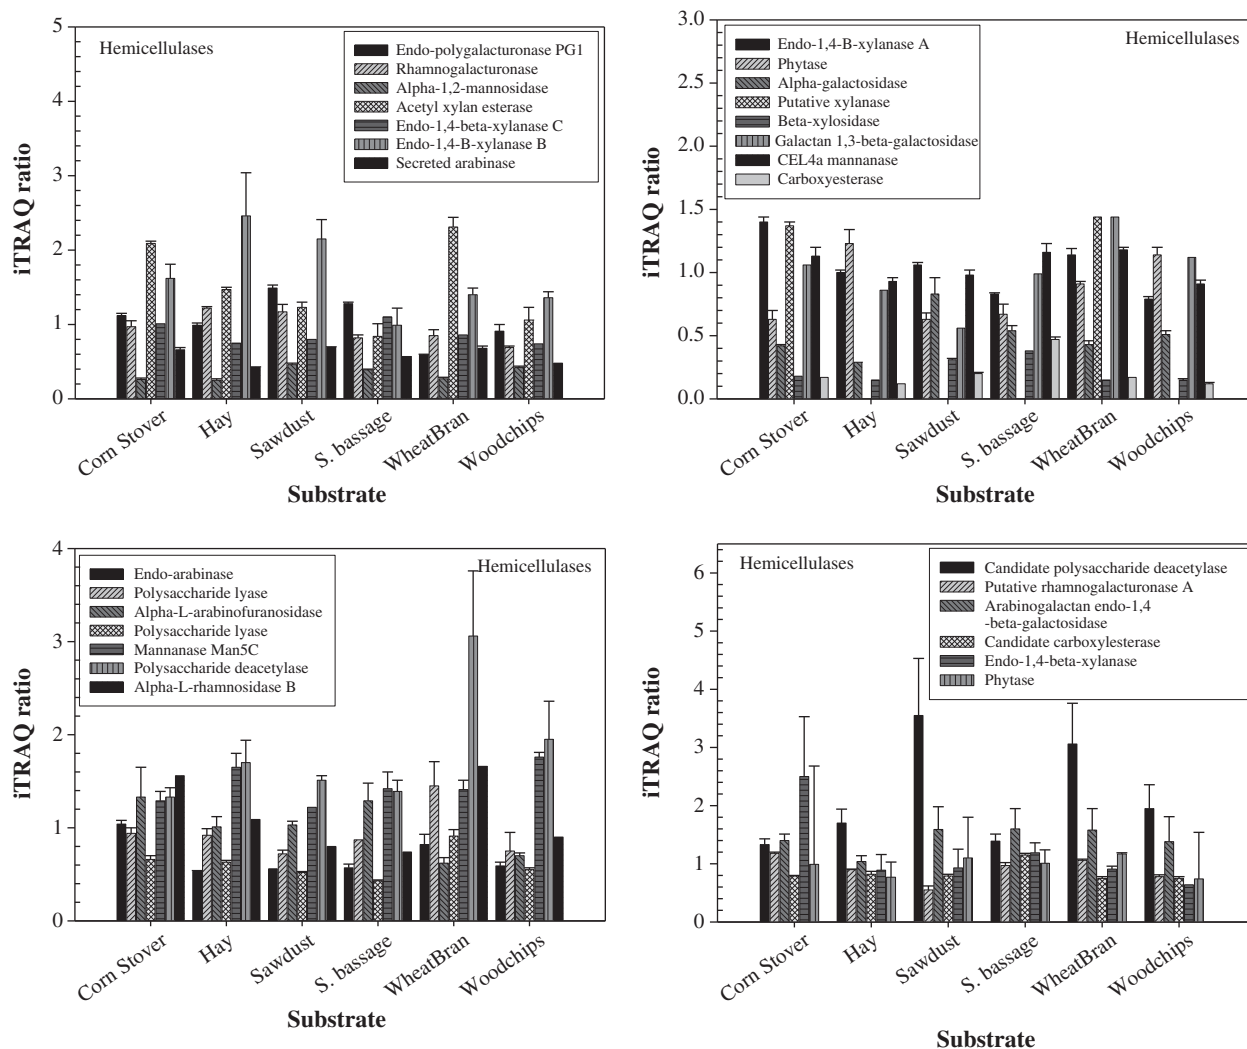 5
4
3
2
1
0
iTRAQ ratio
Hemicellulases
Endo-polygalacturonase PG1
Rhamnogalacturonase
Alpha-1,2-mannosidase
Acetyl xylan esterase
Endo-1,4-beta-xylanase C
Endo-1,4-B-xylanase B
Secreted arabinase
Corn Stover
Hay
Sawdust
S. bassage
WheatBran
Woodchips
Substrate
3.0
2.5
2.0
1.5
1.0
0.5
0.0
iTRAQ ratio
Hemicellulases
Endo-1,4-B-xylanase A
Phytase
Alpha-galactosidase
Putative xylanase
Beta-xylosidase
Galactan 1,3-beta-galactosidase
CEL4a mannanase
Carboxyesterase
Corn Stover
Hay
Sawdust
S. bassage
WheatBran
Woodchips
Substrate
4
3
2
1
0
iTRAQ ratio
Hemicellulases
Endo-arabinase
Polysaccharide lyase
Alpha-L-arabinofuranosidase
Polysaccharide lyase
Mannanase Man5C
Polysaccharide deacetylase
Alpha-L-rhamnosidase B
Corn Stover
Hay
Sawdust
S. bassage
WheatBran
Woodchips
Substrate
6
5
4
3
2
1
0
iTRAQ ratio
Hemicellulases
Candidate polysaccharide deacetylase
Putative rhamnogalacturonase A
Arabinogalactan endo-1,4
-beta-galactosidase
Candidate carboxylesterase
Endo-1,4-beta-xylanase
Phytase
Corn Stover
Hay
Sawdust
S. bassage
WheatBran
Woodchips
Substrate